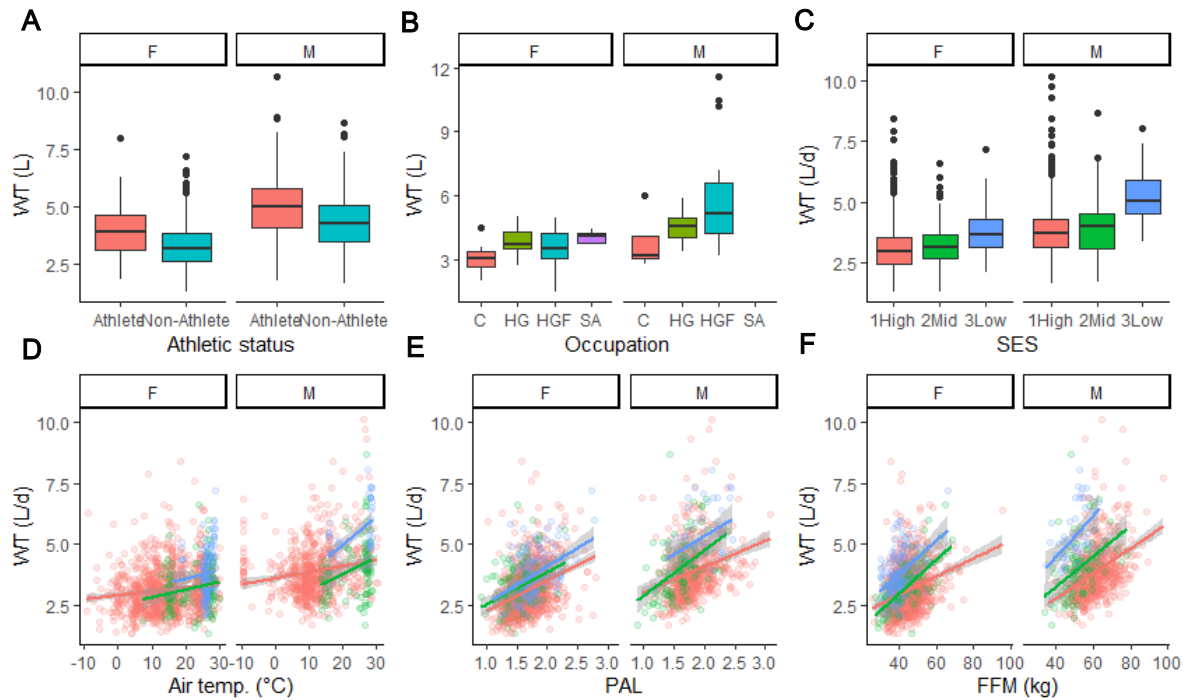 A
F M
WT (L)
10.0
7.5
5.0
2.5
Athlete Non-Athlete Athlete Non-Athlete
Athletic status
B
F M
WT (L)
12
9
6
3
C HG HGF SA C HG HGF SA
Occupation
C
F M
WT (L/d)
10.0
7.5
5.0
2.5
1High 2Mid 3Low 1High 2Mid 3Low
SES
D
F M
WT (L/d)
10.0
7.5
5.0
2.5
-10 0 10 20 30 -10 0 10 20 30
Air temp. (°C)
E
F M
WT (L/d)
10.0
7.5
5.0
2.5
1.0 1.5 2.0 2.5 3.0 1.0 1.5 2.0 2.5 3.0
PAL
F
F M
WT (L/d)
10.0
7.5
5.0
2.5
40 60 80 100 40 60 80 100
FFM (kg)